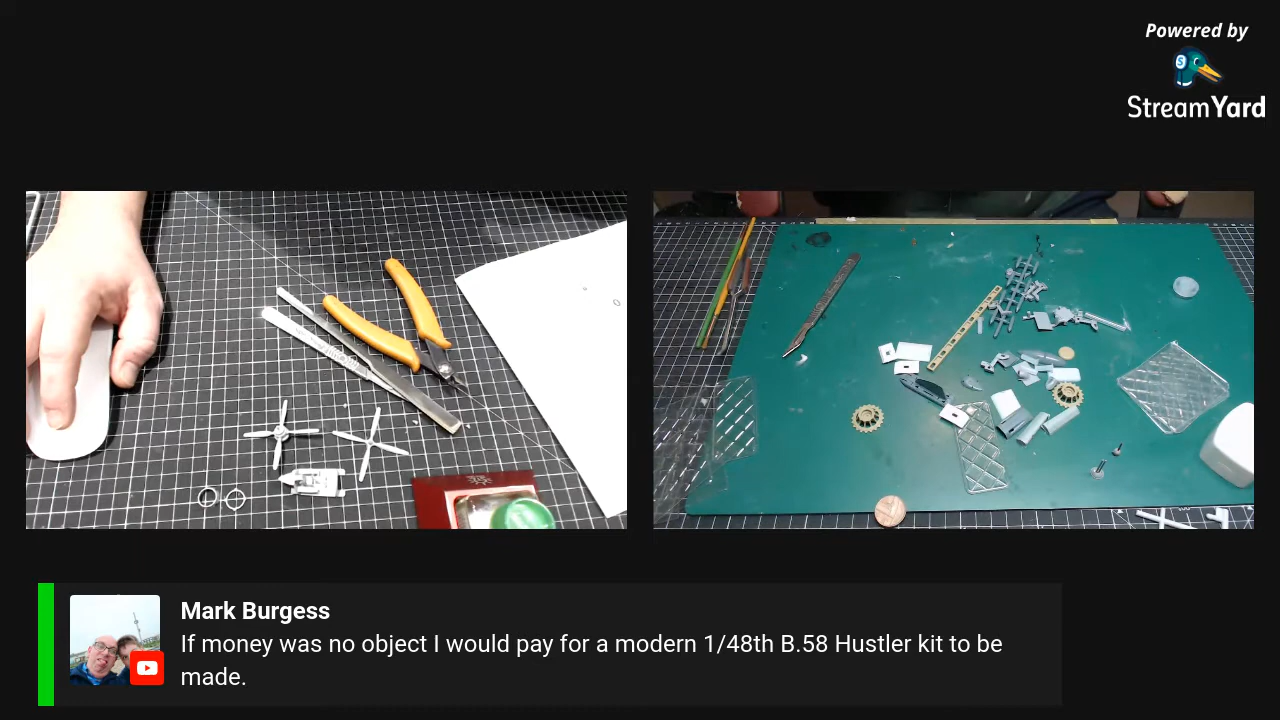 Powered by
StreamYard
Mark Burgess
If money was no object I would pay for a modern 1/48th B.58 Hustler kit to be
made.